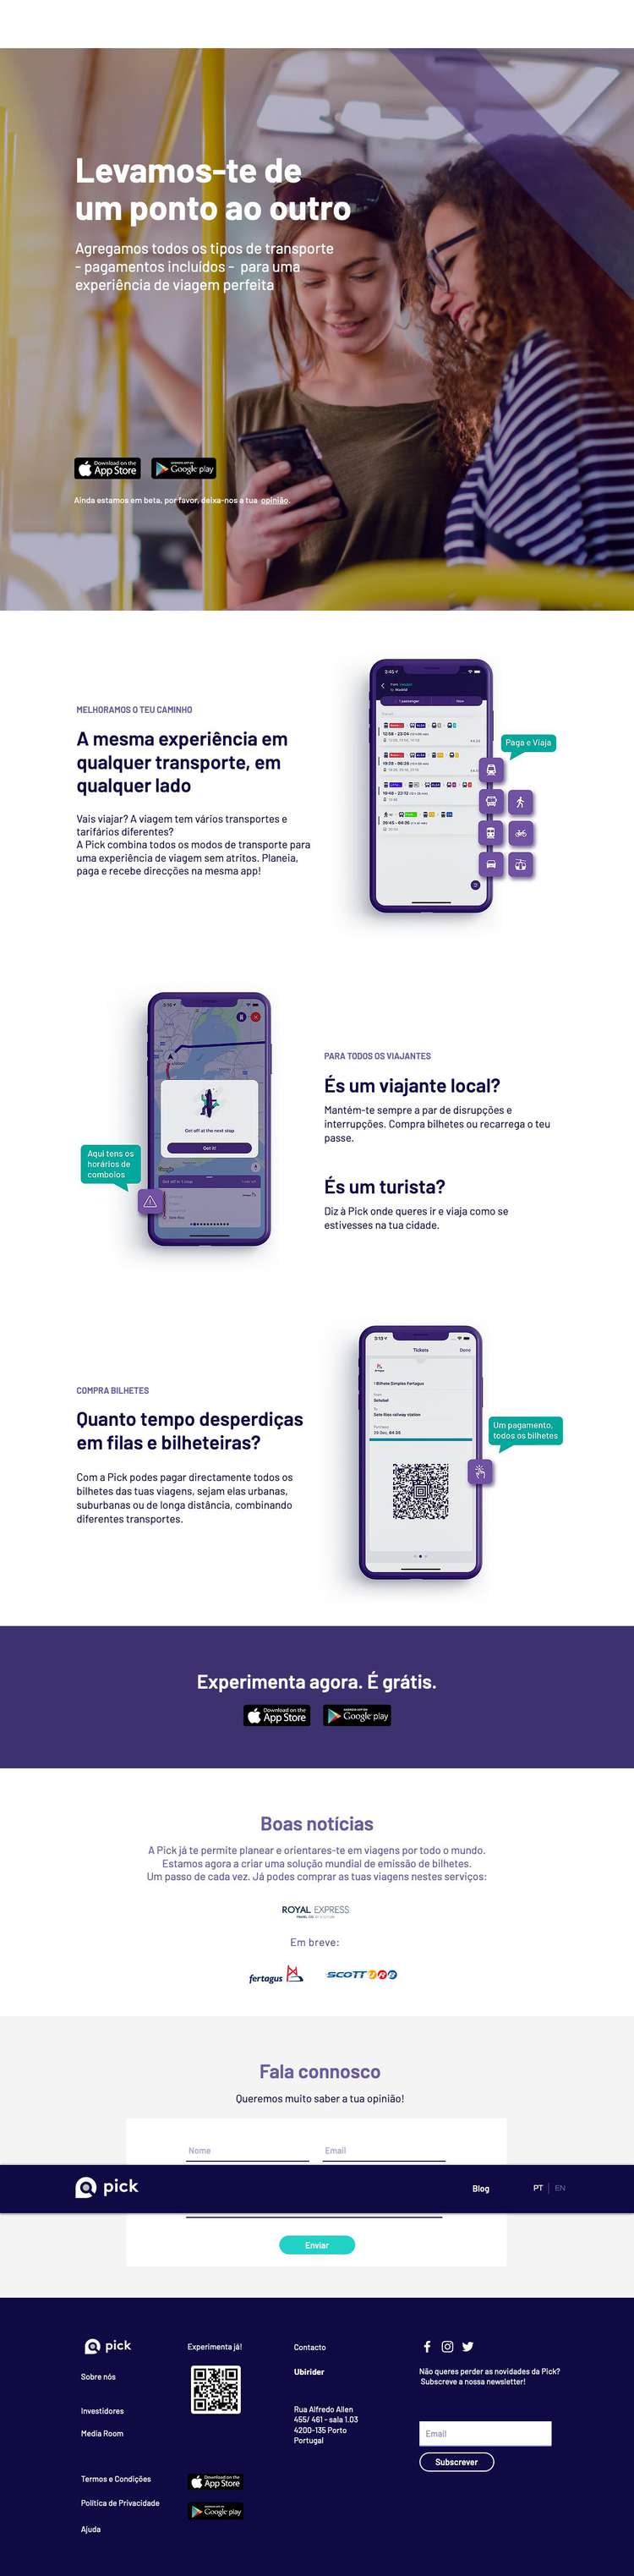 Levamos-te de
um ponto ao outro
Agregamos todos os tipos de transporte
- pagamentos incluídos - para uma
experiência de viagem perfeita
Download on the
App Store
Google play
Ainda estamos em beta, por favor, deixa-nos a tua opinião.
MELHORAMOS O TEU CAMINHO
A mesma experiência em
qualquer transporte, em
qualquer lado
Vais viajar? A viagem tem vários transportes e
tarifários diferentes?
A Pick combina todos os modos de transporte para
uma experiência de viagem sem atritos. Planeia,
paga e recebe direcções na mesma app!
Paga e Viaja
PARA TODOS OS VIAJANTES
És um viajante local?
Mantém-te sempre a par de disrupções e
interrupções. Compra bilhetes ou recarrega o teu
passe.
És um turista?
Diz à Pick onde queres ir e viaja como se
estivesses na tua cidade.
Get off at the next stop
Got it!
Aqui tens os
horários de
comboios
COMPRA BILHETES
Quanto tempo desperdiças
em filas e bilheteiras?
Com a Pick podes pagar directamente todos os
bilhetes das tuas viagens, sejam elas urbanas,
suburbanas ou de longa distância, combinando
diferentes transportes.
Tickets
Done
1 Bilhete Simples Fertagus
Setubal
Sete Rios railway station
Um pagamento,
todos os bilhetes
Experimenta agora. É grátis.
Download on the
App Store
Google play
Boas notícias
A Pick já te permite planear e orientares-te em viagens por todo o mundo.
Estamos agora a criar uma solução mundial de emissão de bilhetes.
Um passo de cada vez. Já podes comprar as tuas viagens nestes serviços:
ROYAL EXPRESS
Em breve:
fertagus
SCOTT URB
Fala connosco
Queremos muito saber a tua opinião!
Nome
Email
pick
Blog
PT | EN
Enviar
pick
Sobre nós
Investidores
Media Room
Termos e Condições
Política de Privacidade
Ajuda
Experimenta já!
Download on the
App Store
Google play
Contacto
Ubirider
Rua Alfredo Allen
455/ 461 - sala 1.03
4200-135 Porto
Portugal
Não queres perder as novidades da Pick?
Subscreve a nossa newsletter!
Email
Subscrever